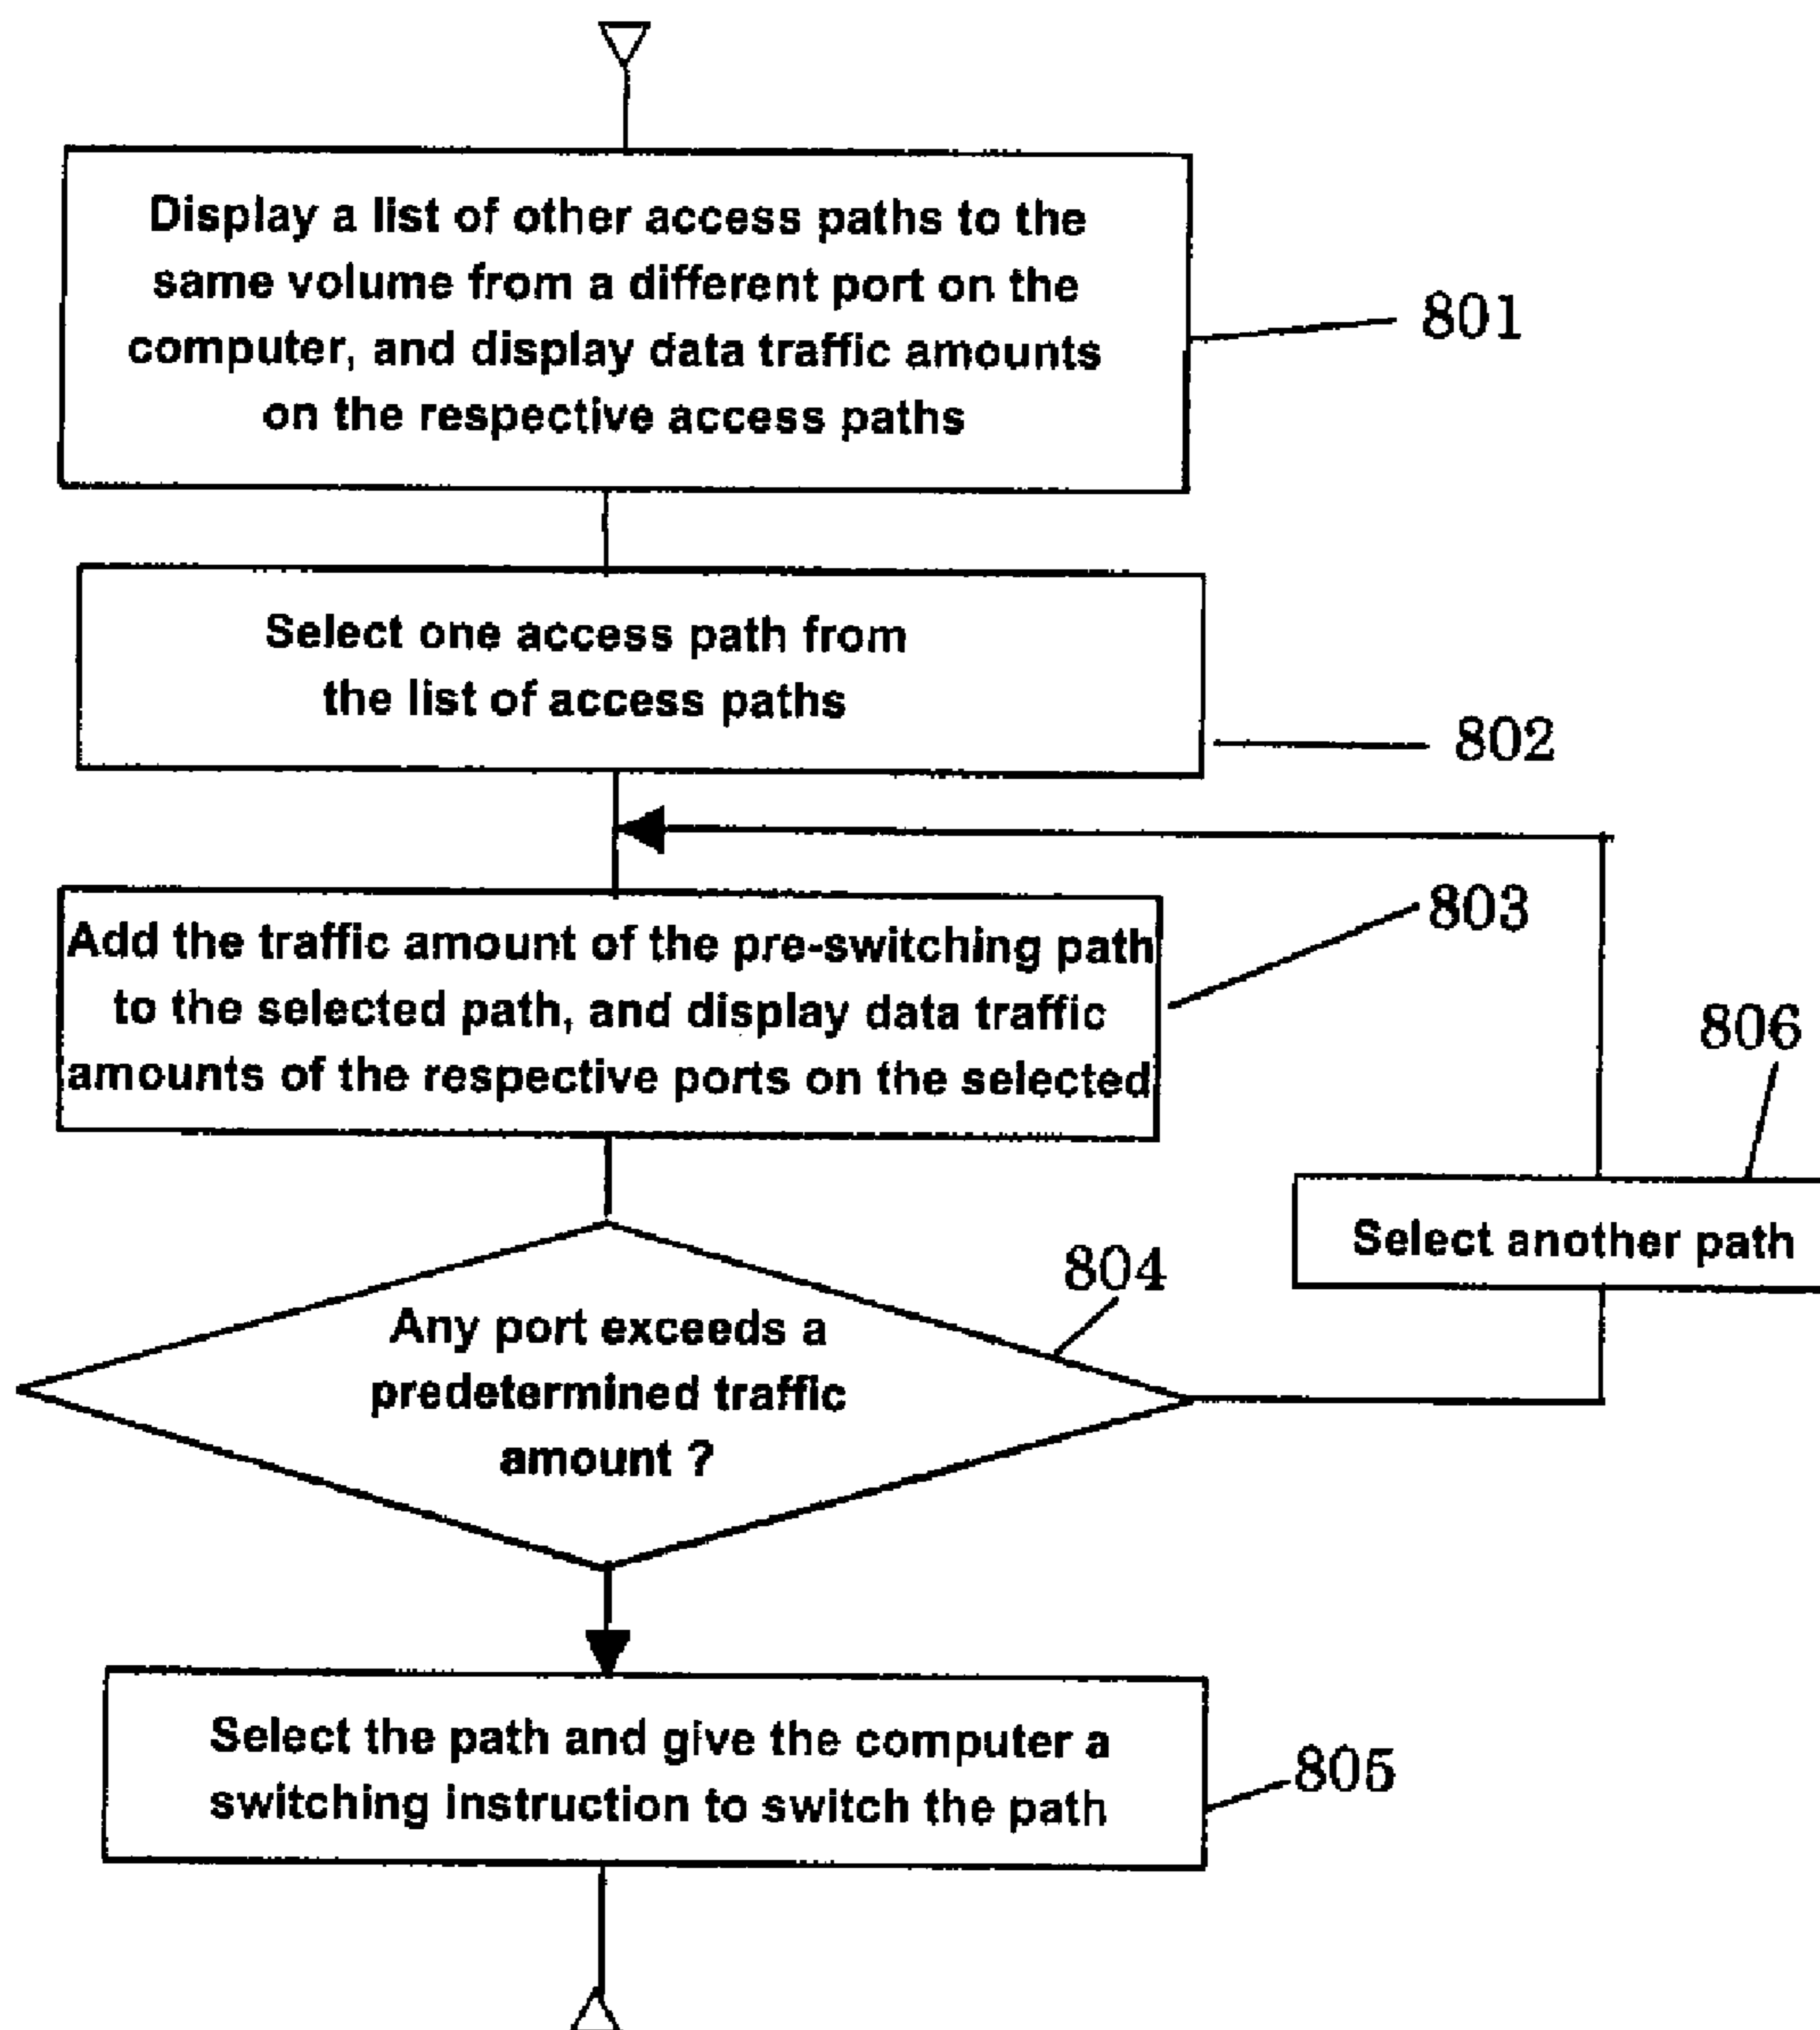 Display a list of other access paths to the
same volume from a different port on the
computer, and display data traffic amounts
on the respective access paths
801
Select one access path from
the list of access paths
802
Add the traffic amount of the pre-switching path
to the selected path, and display data traffic
amounts of the respective ports on the selected
803
806
Select another path
804
Any port exceeds a
predetermined traffic
amount ?
Select the path and give the computer a
switching instruction to switch the path
805